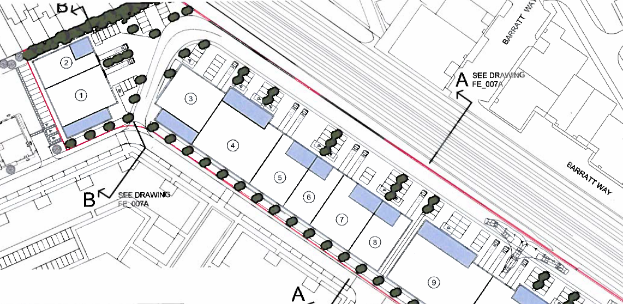 B
BARRATT WAY
A
SEE DRAWING
FE_007A
2
1
3
4
BARRATT WAY
5
6
B
SEE DRAWING
FE_007A
7
8
9
A